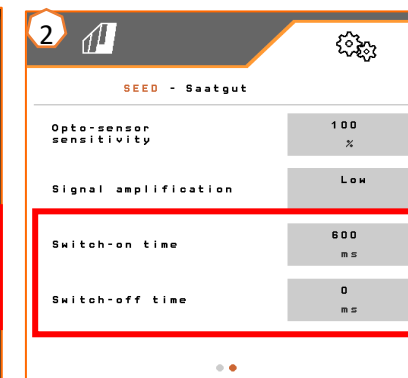 2
SEED - Saatgut
Opto-sensor
sensitivity
100
%
Signal amplification
Low
Switch-on time
600
ms
Switch-off time
0
ms